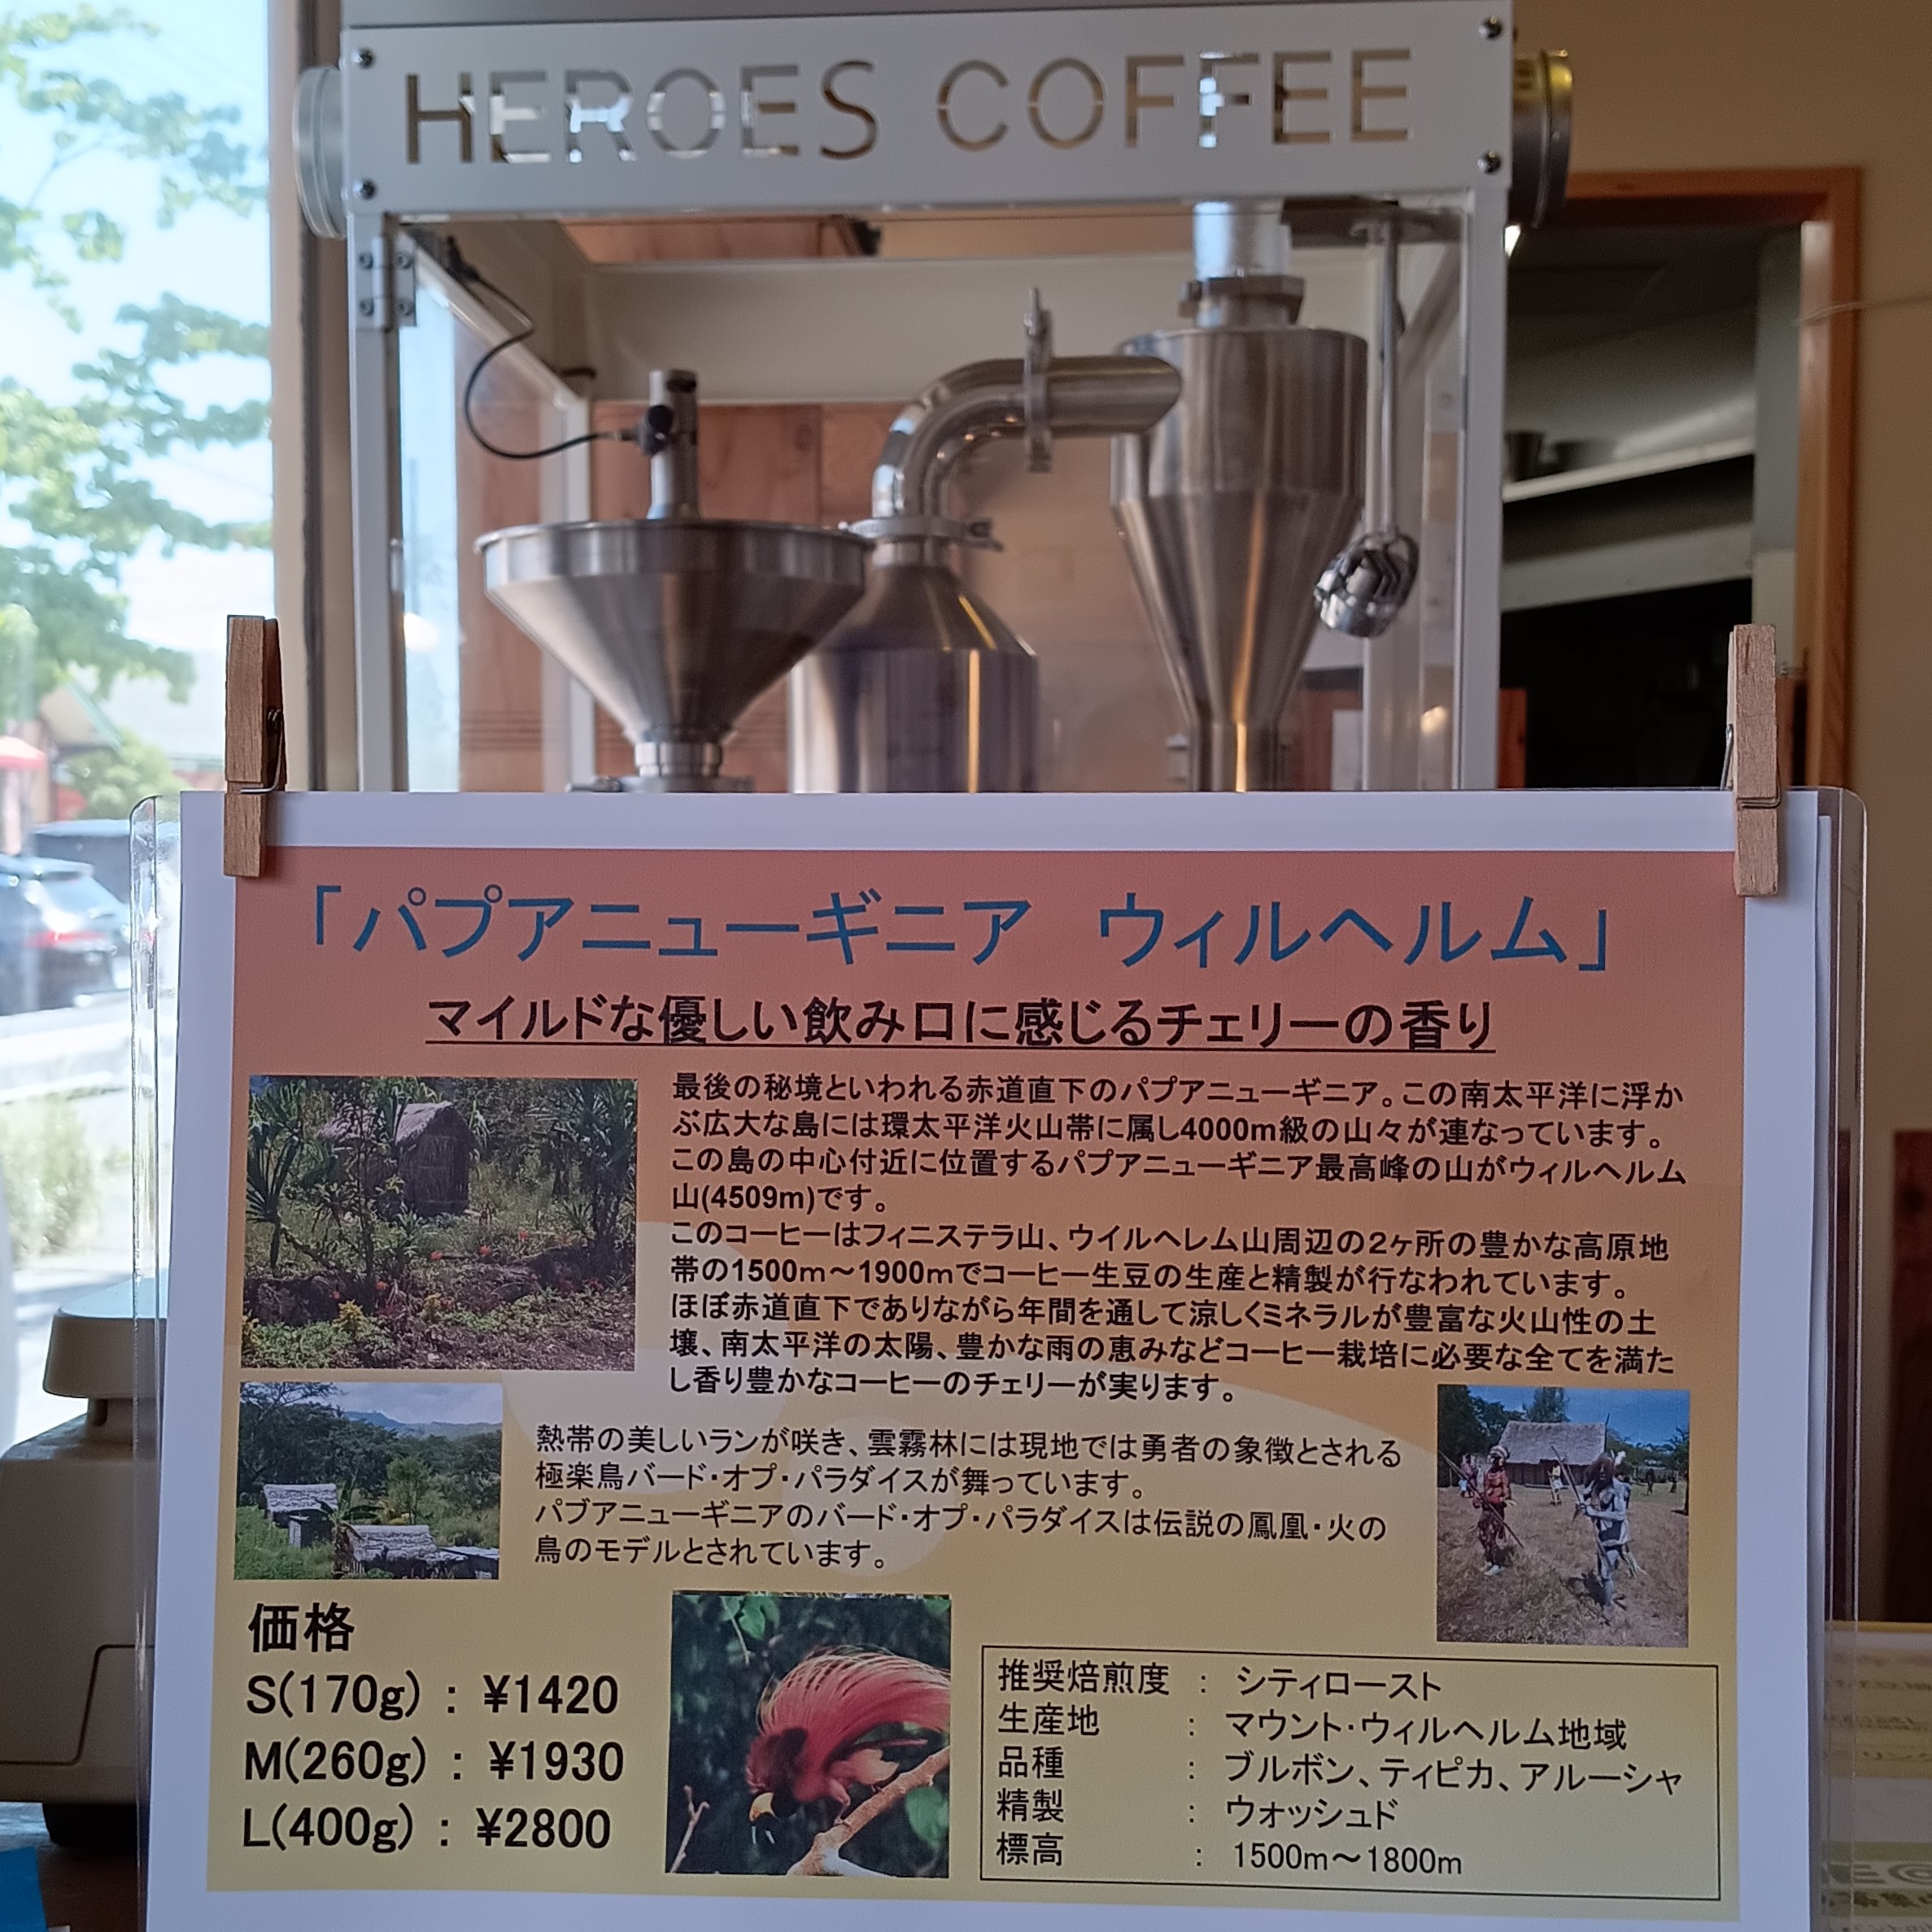 HEROES COFFEE
「パプアニューギニア ウィルヘルム」
マイルドな優しい飲み口に感じるチェリーの香り
最後の秘境といわれる赤道直下のパプアニューギニア。この南太平洋に浮か
ぶ広大な島には環太平洋火山帯に属し4000m級の山々が連なっています。
この島の中心付近に位置するパプアニューギニア最高峰の山がウィルヘルム
山(4509m)です。
このコーヒーはフィニステラ山、ウイルヘレム山周辺の2ヶ所の豊かな高原地
帯の1500m～1900mでコーヒー生豆の生産と精製が行なわれています。
ほぼ赤道直下でありながら年間を通して涼しくミネラルが豊富な火山性の土
壌、南太平洋の太陽、豊かな雨の恵みなどコーヒー栽培に必要な全てを満た
し香り豊かなコーヒーのチェリーが実ります。
熱帯の美しいランが咲き、雲霧林には現地では勇者の象徴とされる
極楽鳥バード・オブ・パラダイスが舞っています。
パプアニューギニアのバード・オブ・パラダイスは伝説の鳳凰・火の
鳥のモデルとされています。
価格
S(170g) : ¥1420
M(260g) : ¥1930
L(400g) : ¥2800
推奨焙煎度 : シティロースト
生産地 : マウント・ウィルヘルム地域
品種 : ブルボン、ティピカ、アルーシャ
精製 : ウォッシュド
標高 : 1500m～1800m